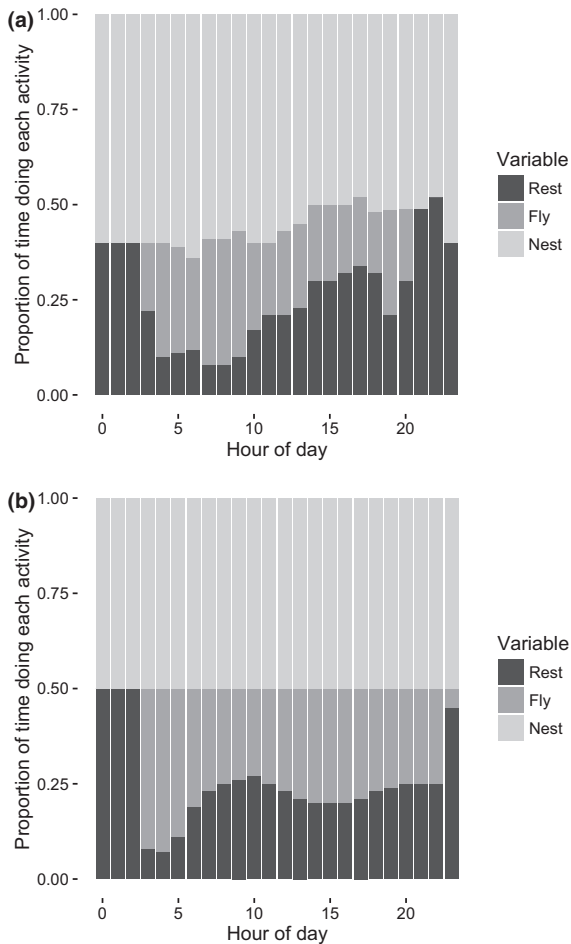 (a)
1.00
0.75
0.50
0.25
0.00
Proportion of time doing each activity
0 5 10 15 20
Hour of day
Variable
Rest
Fly
Nest
(b)
1.00
0.75
0.50
0.25
0.00
Proportion of time doing each activity
0 5 10 15 20
Hour of day
Variable
Rest
Fly
Nest